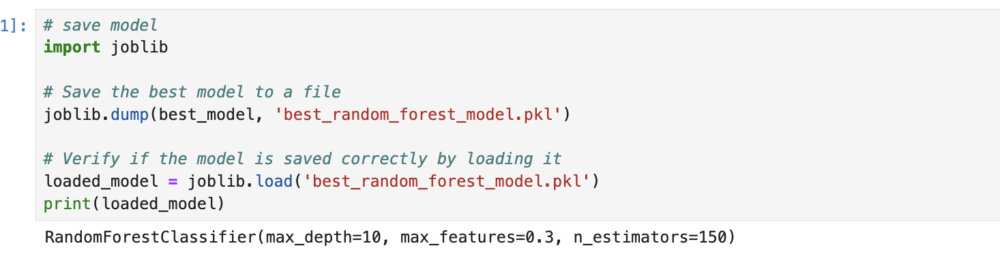 1]:
# save model
import joblib
# Save the best model to a file
joblib.dump(best_model, 'best_random_forest_model.pkl')
# Verify if the model is saved correctly by loading it
loaded_model = joblib.load('best_random_forest_model.pkl')
print(loaded_model)
RandomForestClassifier(max_depth=10, max_features=0.3, n_estimators=150)